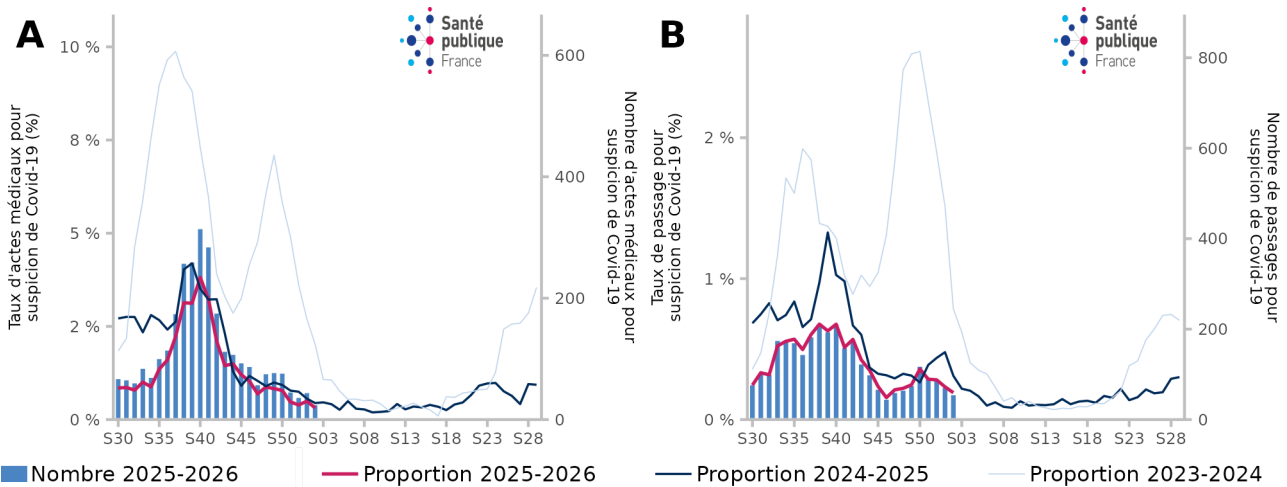 A
Santé
publique
France
10 %
8 %
5 %
2 %
0 %
Taux d'actes médicaux pour
suspicion de Covid-19 (%)
600
400
200
0
Nombre d'actes médicaux pour
suspicion de Covid-19
S30 S35 S40 S45 S50 S03 S08 S13 S18 S23 S28
B
Santé
publique
France
2 %
1 %
0 %
Taux de passage pour
suspicion de Covid-19 (%)
800
600
400
200
0
Nombre de passages pour
suspicion de Covid-19
S30 S35 S40 S45 S50 S03 S08 S13 S18 S23 S28
Nombre 2025-2026 Proportion 2025-2026 Proportion 2024-2025 Proportion 2023-2024